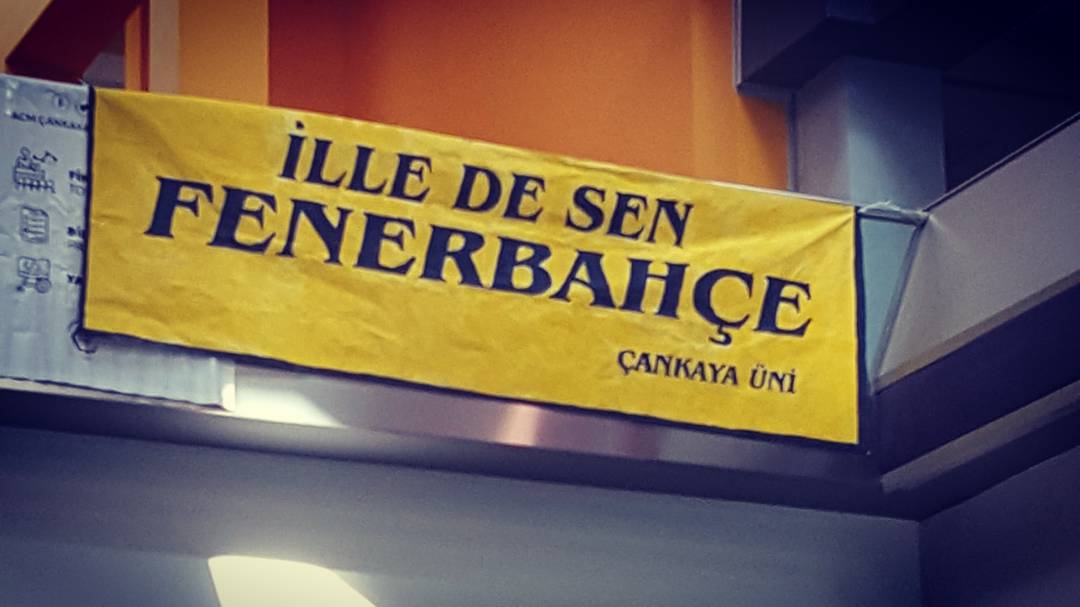 İLLE DE SEN
FENERBAHÇE
ÇANKAYA ÜNİ